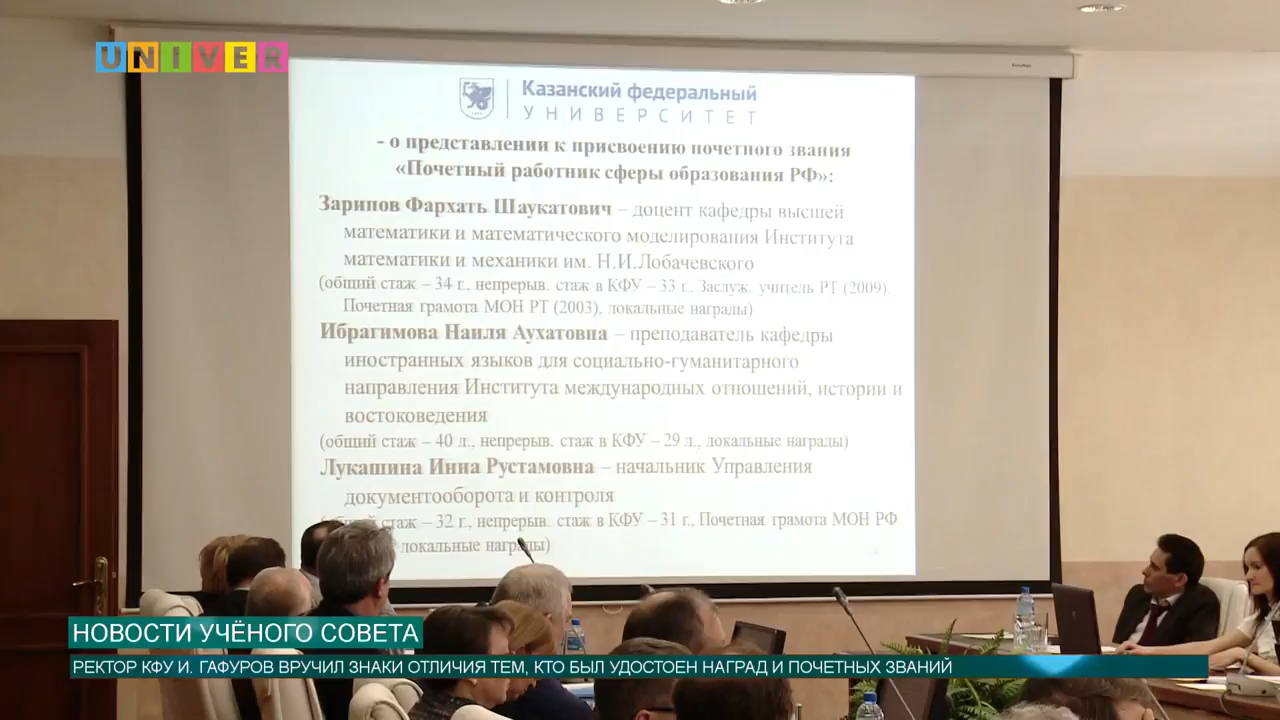 UNIVER
Казанский федеральный
УНИВЕРСИТЕТ
- о представлении к присвоению почетного звания
«Почетный работник сферы образования РФ»:
Зарипов Фархать Шаукатович – доцент кафедры высшей
математики и математического моделирования Института
математики и механики им. Н.И.Лобачевского
(общий стаж – 34 г., непрерыв. стаж в КФУ – 33 г., Заслуж. учитель РТ (2009),
Почетная грамота МОН РТ (2003), локальные награды)
Ибрагимова Наиля Аухатовна – преподаватель кафедры
иностранных языков для социально-гуманитарного
направления Института международных отношений, истории и
востоковедения
(общий стаж – 40 л., непрерыв. стаж в КФУ – 29 л., локальные награды)
Лукашина Инна Рустамовна – начальник Управления
документооборота и контроля
стаж – 32 г., непрерыв. стаж в КФУ – 31 г., Почетная грамота МОН РФ
локальные награды)
НОВОСТИ УЧЁНОГО СОВЕТА
РЕКТОР КФУ И. ГАФУРОВ ВРУЧИЛ ЗНАКИ ОТЛИЧИЯ ТЕМ, КТО БЫЛ УДОСТОЕН НАГРАД И ПОЧЕТНЫХ ЗВАНИЙ